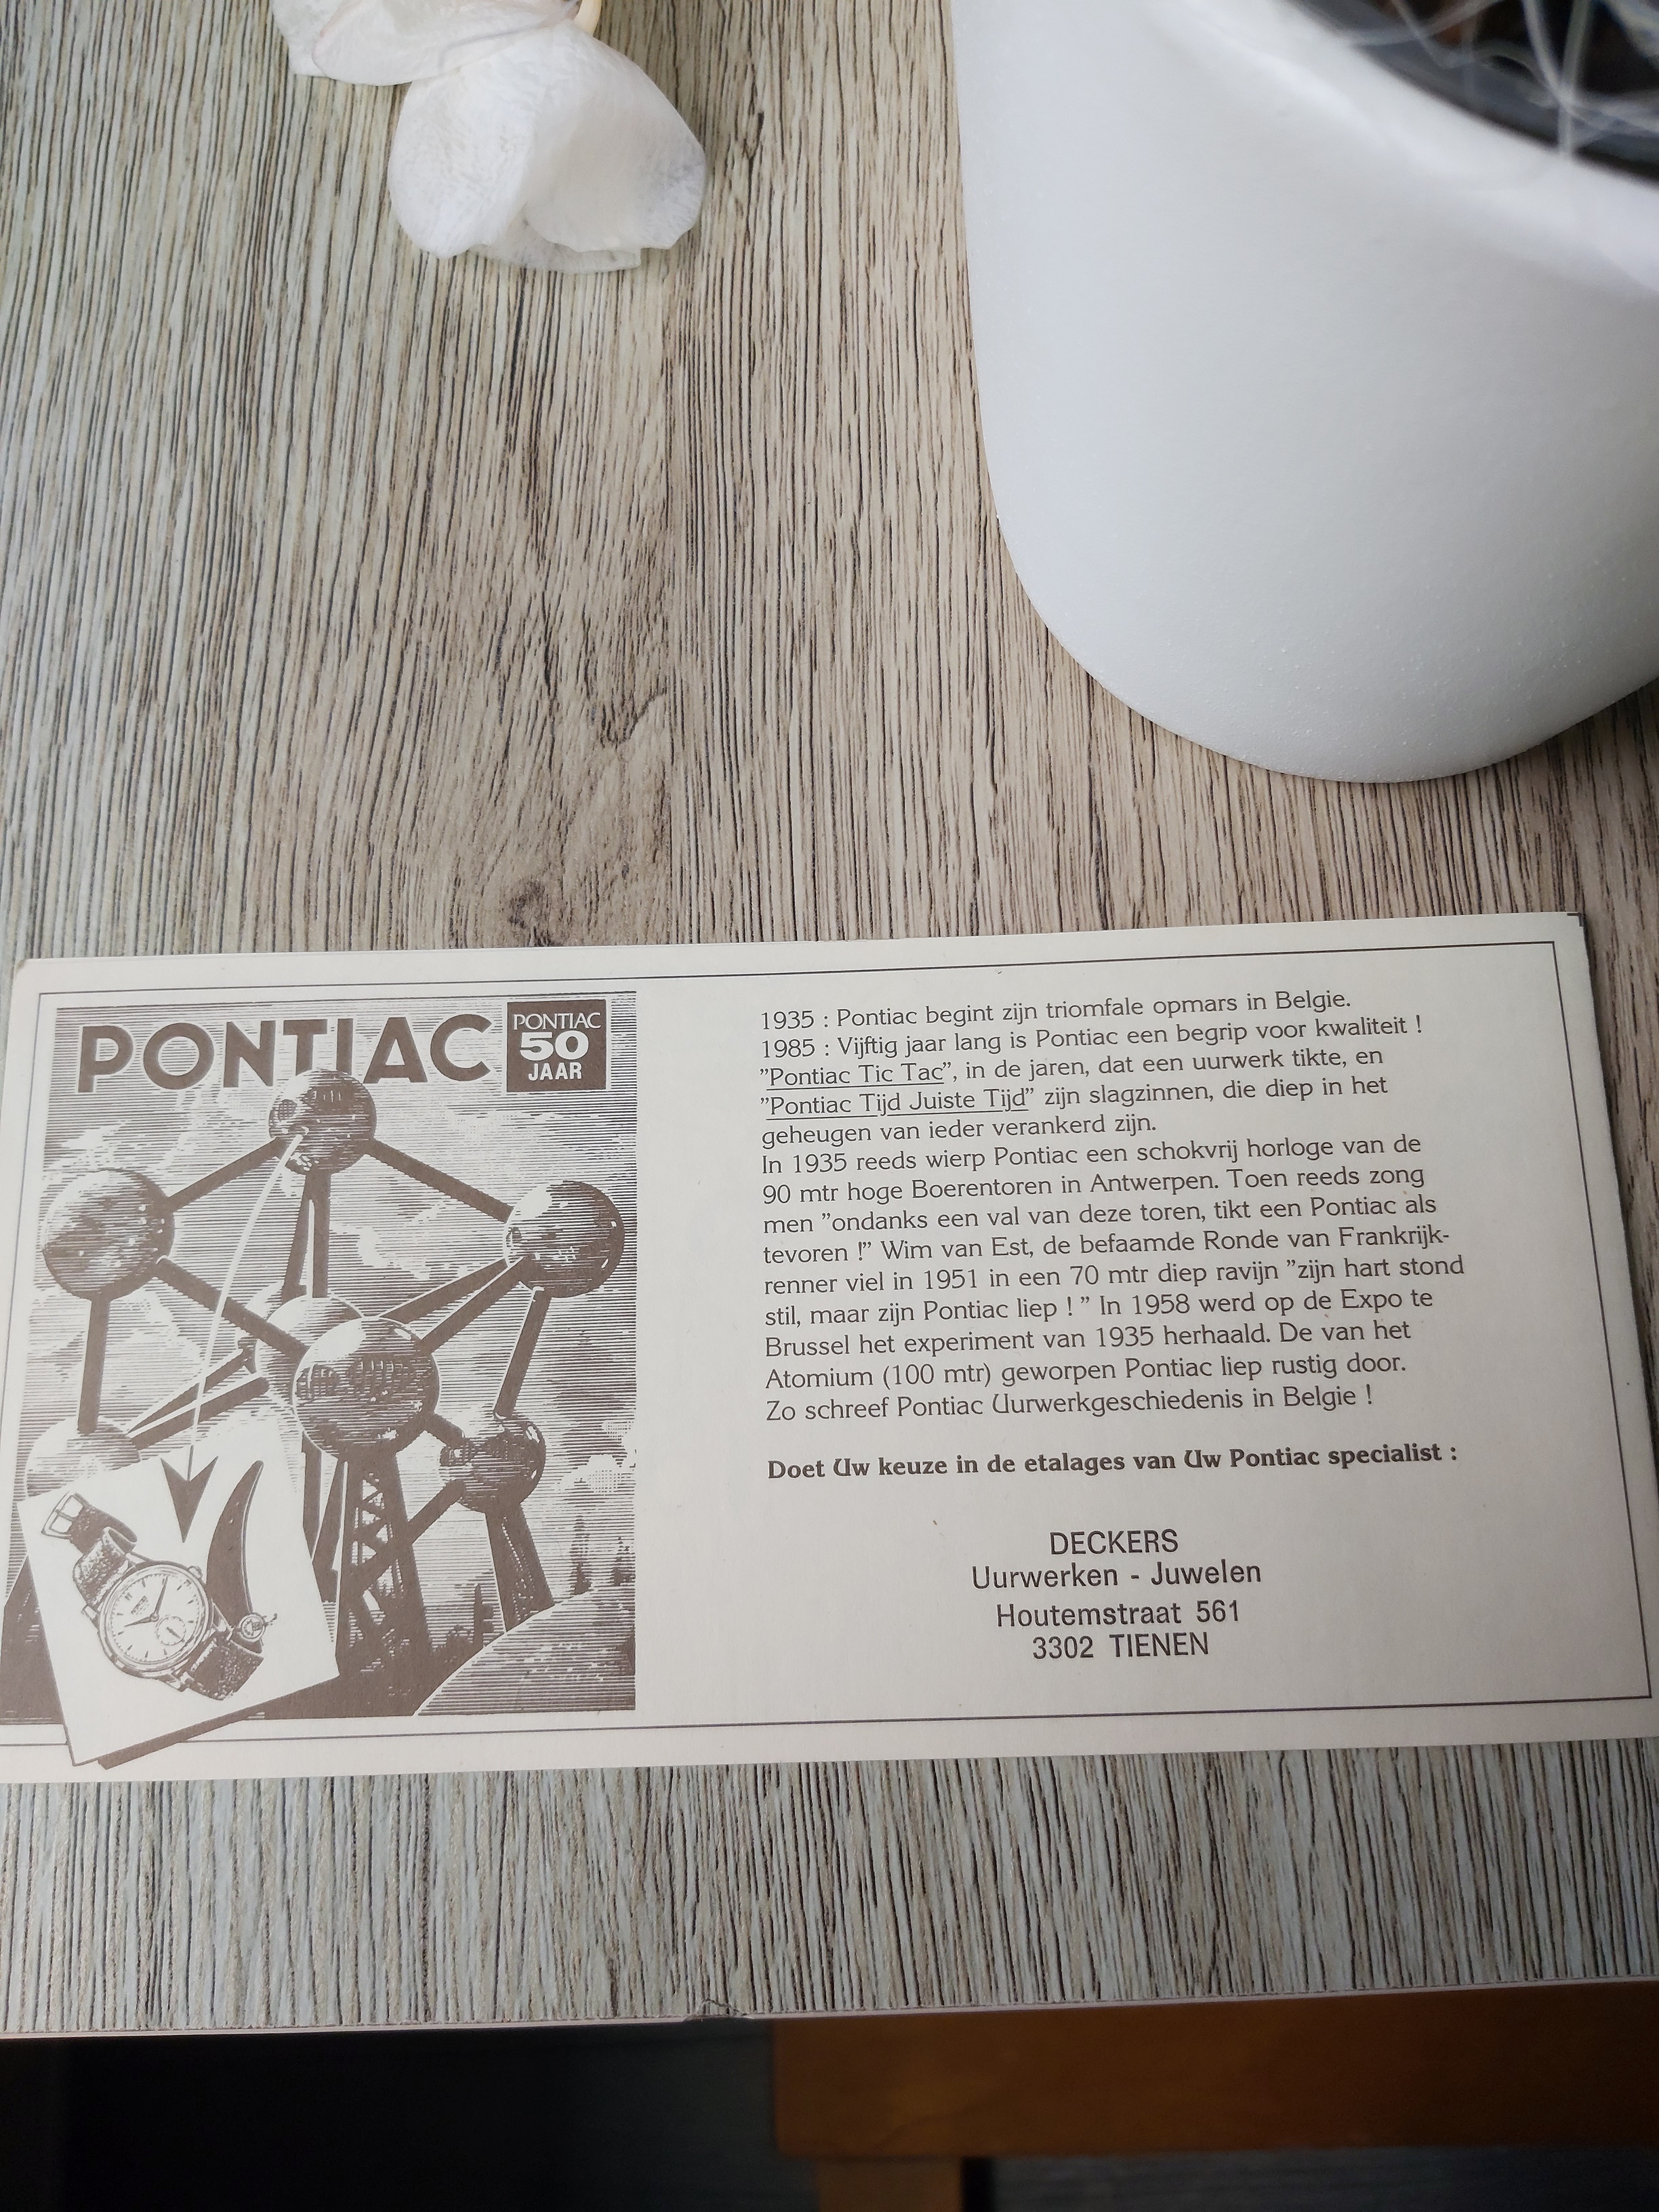 PONTIAC
PONTIAC
50
JAAR
1935 : Pontiac begint zijn triomfale opmars in Belgie.
1985 : Vijftig jaar lang is Pontiac een begrip voor kwaliteit !
"Pontiac Tic Tac", in de jaren, dat een uurwerk tikte, en
"Pontiac Tijd Juiste Tijd" zijn slagzinnen, die diep in het
geheugen van ieder verankerd zijn.
In 1935 reeds wierp Pontiac een schokvrij horloge van de
90 mtr hoge Boerentoren in Antwerpen. Toen reeds zong
men "ondanks een val van deze toren, tikt een Pontiac als
tevoren !" Wim van Est, de befaamde Ronde van Frankrijk-
renner viel in 1951 in een 70 mtr diep ravijn "zijn hart stond
stil, maar zijn Pontiac liep ! " In 1958 werd op de Expo te
Brussel het experiment van 1935 herhaald. De van het
Atomium (100 mtr) geworpen Pontiac liep rustig door.
Zo schreef Pontiac Uurwerkgeschiedenis in Belgie !
Doet Uw keuze in de etalages van Uw Pontiac specialist :
DECKERS
Uurwerken - Juwelen
Houtemstraat 561
3302 TIENEN